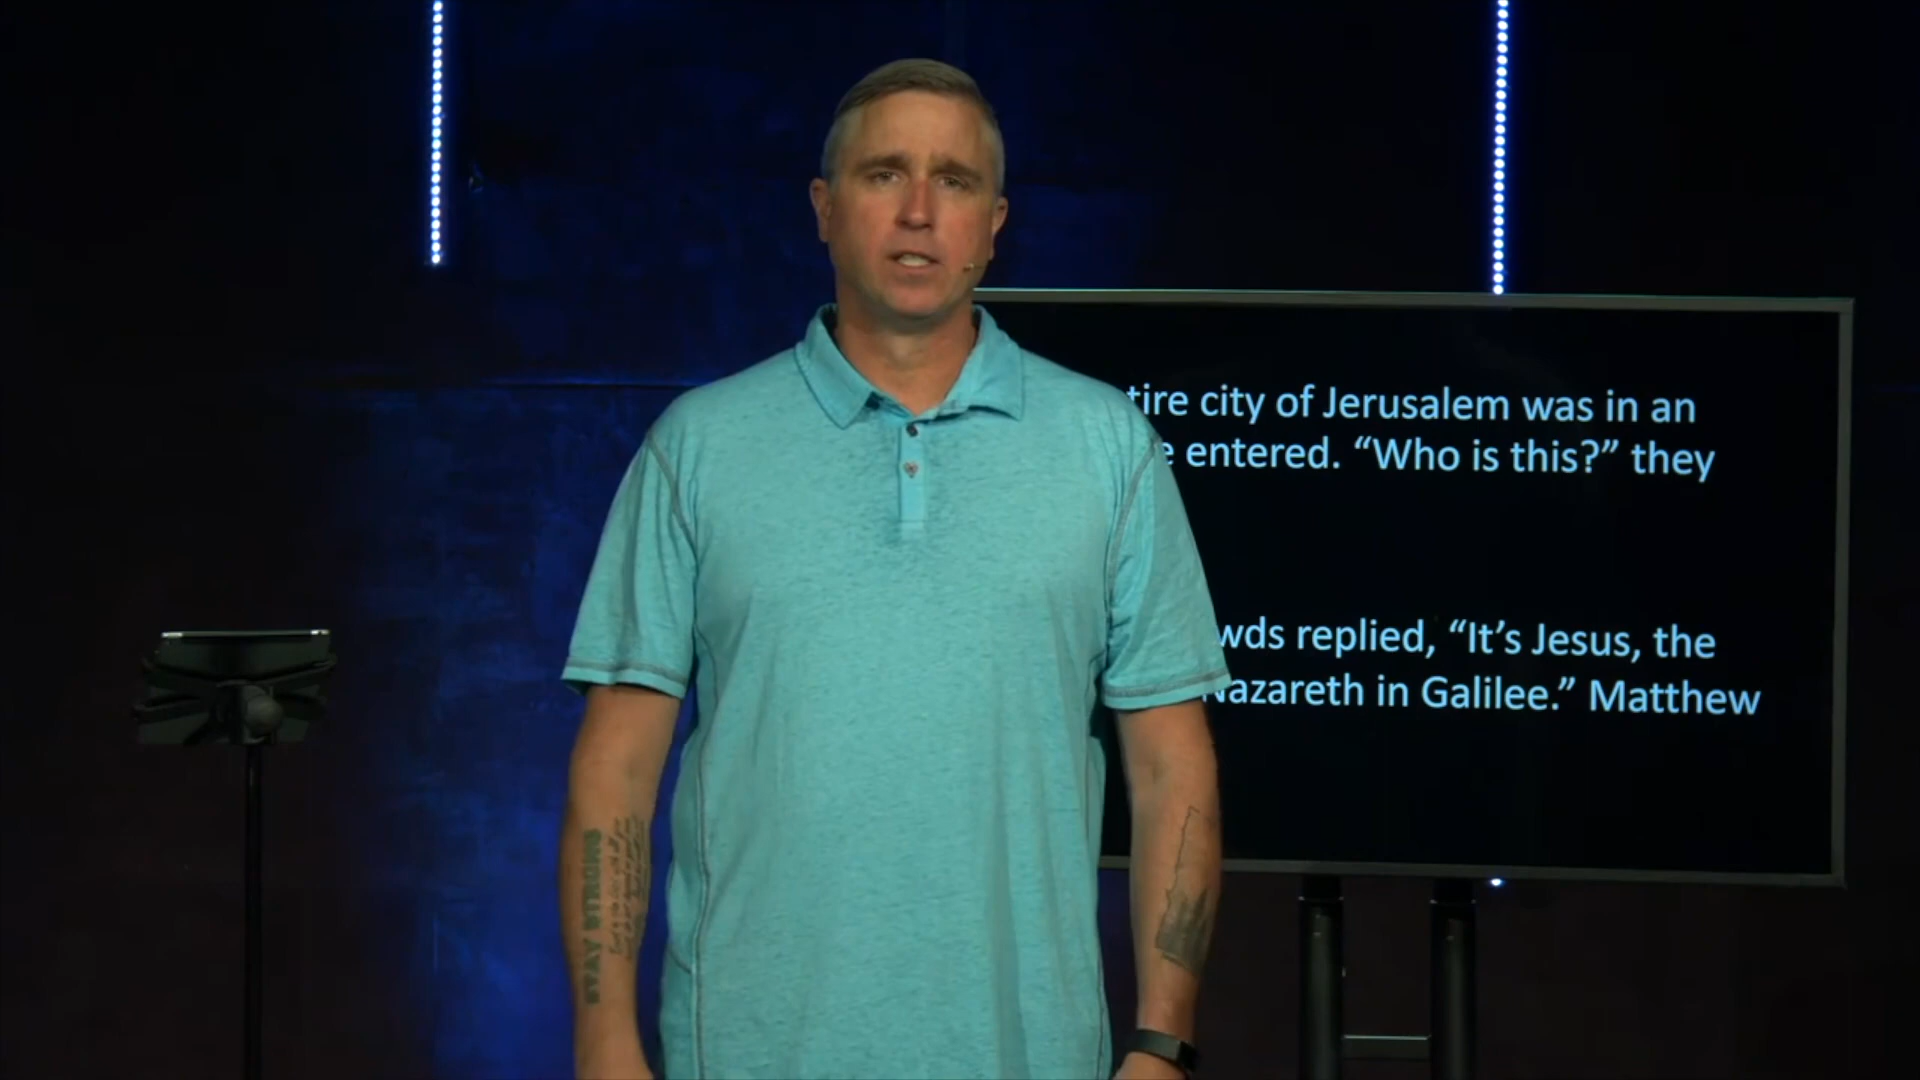 tire city of Jerusalem was in an
e entered. “Who is this?” they
wds replied, “It’s Jesus, the
Nazareth in Galilee.” Matthew
STAY STRONG